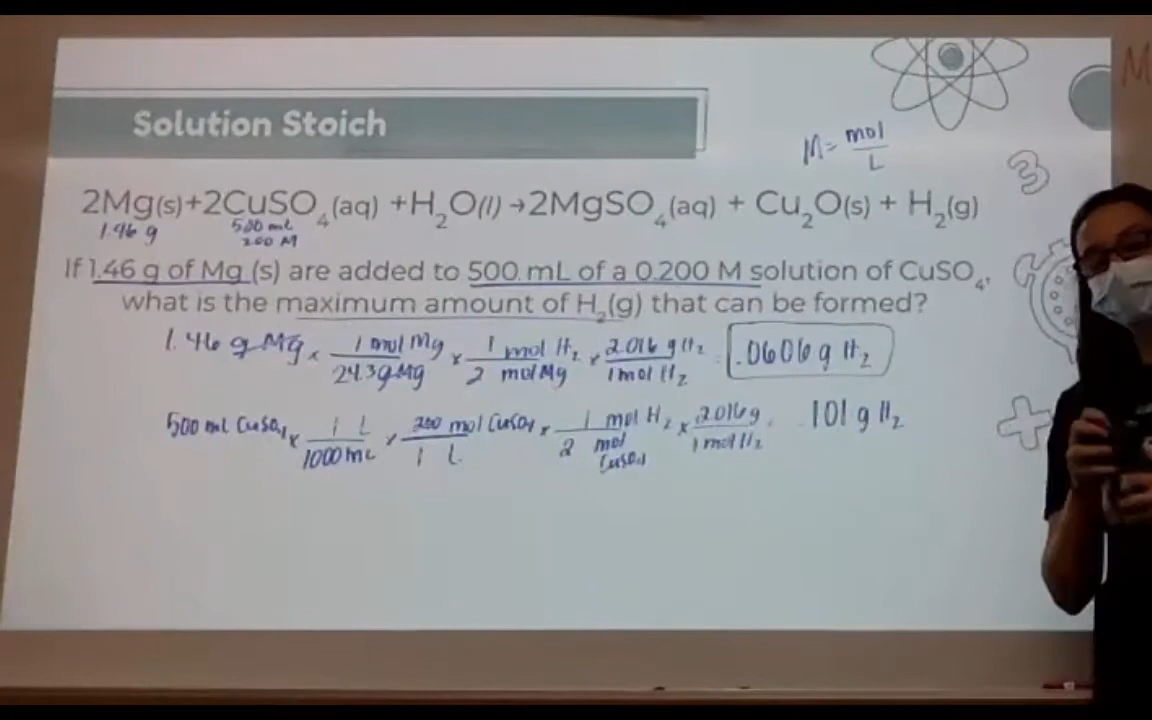 Solution Stoich
M = mol
L
2Mg(s)+2CuSO₄(aq) +H₂O(l) →2MgSO₄(aq) + Cu₂O(s) + H₂(g)
1.46 g 500 mL
.200 M
If 1.46 g of Mg (s) are added to 500 mL of a 0.200 M solution of CuSO₄,
what is the maximum amount of H₂(g) that can be formed?
1.46 g Mg × 1 mol Mg / 24.3 g Mg × 1 mol H₂ / 2 mol Mg × 2.016 g H₂ / 1 mol H₂ = .0606 g H₂
500 mL CuSO₄ × 1 L / 1000 mL × .200 mol CuSO₄ / 1 L × 1 mol H₂ / 2 mol CuSO₄ × 2.016 g / 1 mol H₂ .101 g H₂
3
M